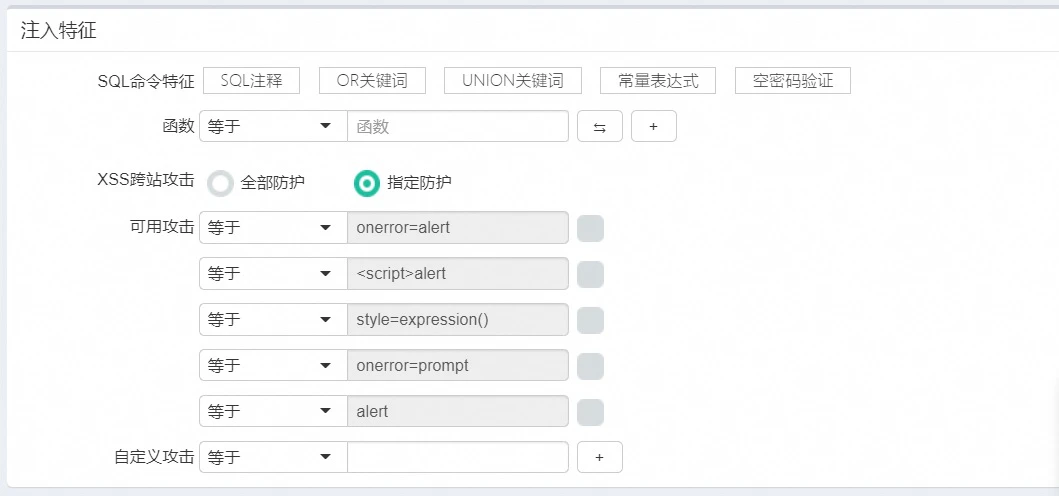 注入特征
SQL命令特征 SQL注释 OR关键词 UNION关键词 常量表达式 空密码验证
函数 等于 函数 ⇆ +
XSS跨站攻击 全部防护 指定防护
可用攻击 等于 onerror=alert
等于 <script>alert
等于 style=expression()
等于 onerror=prompt
等于 alert
自定义攻击 等于 +